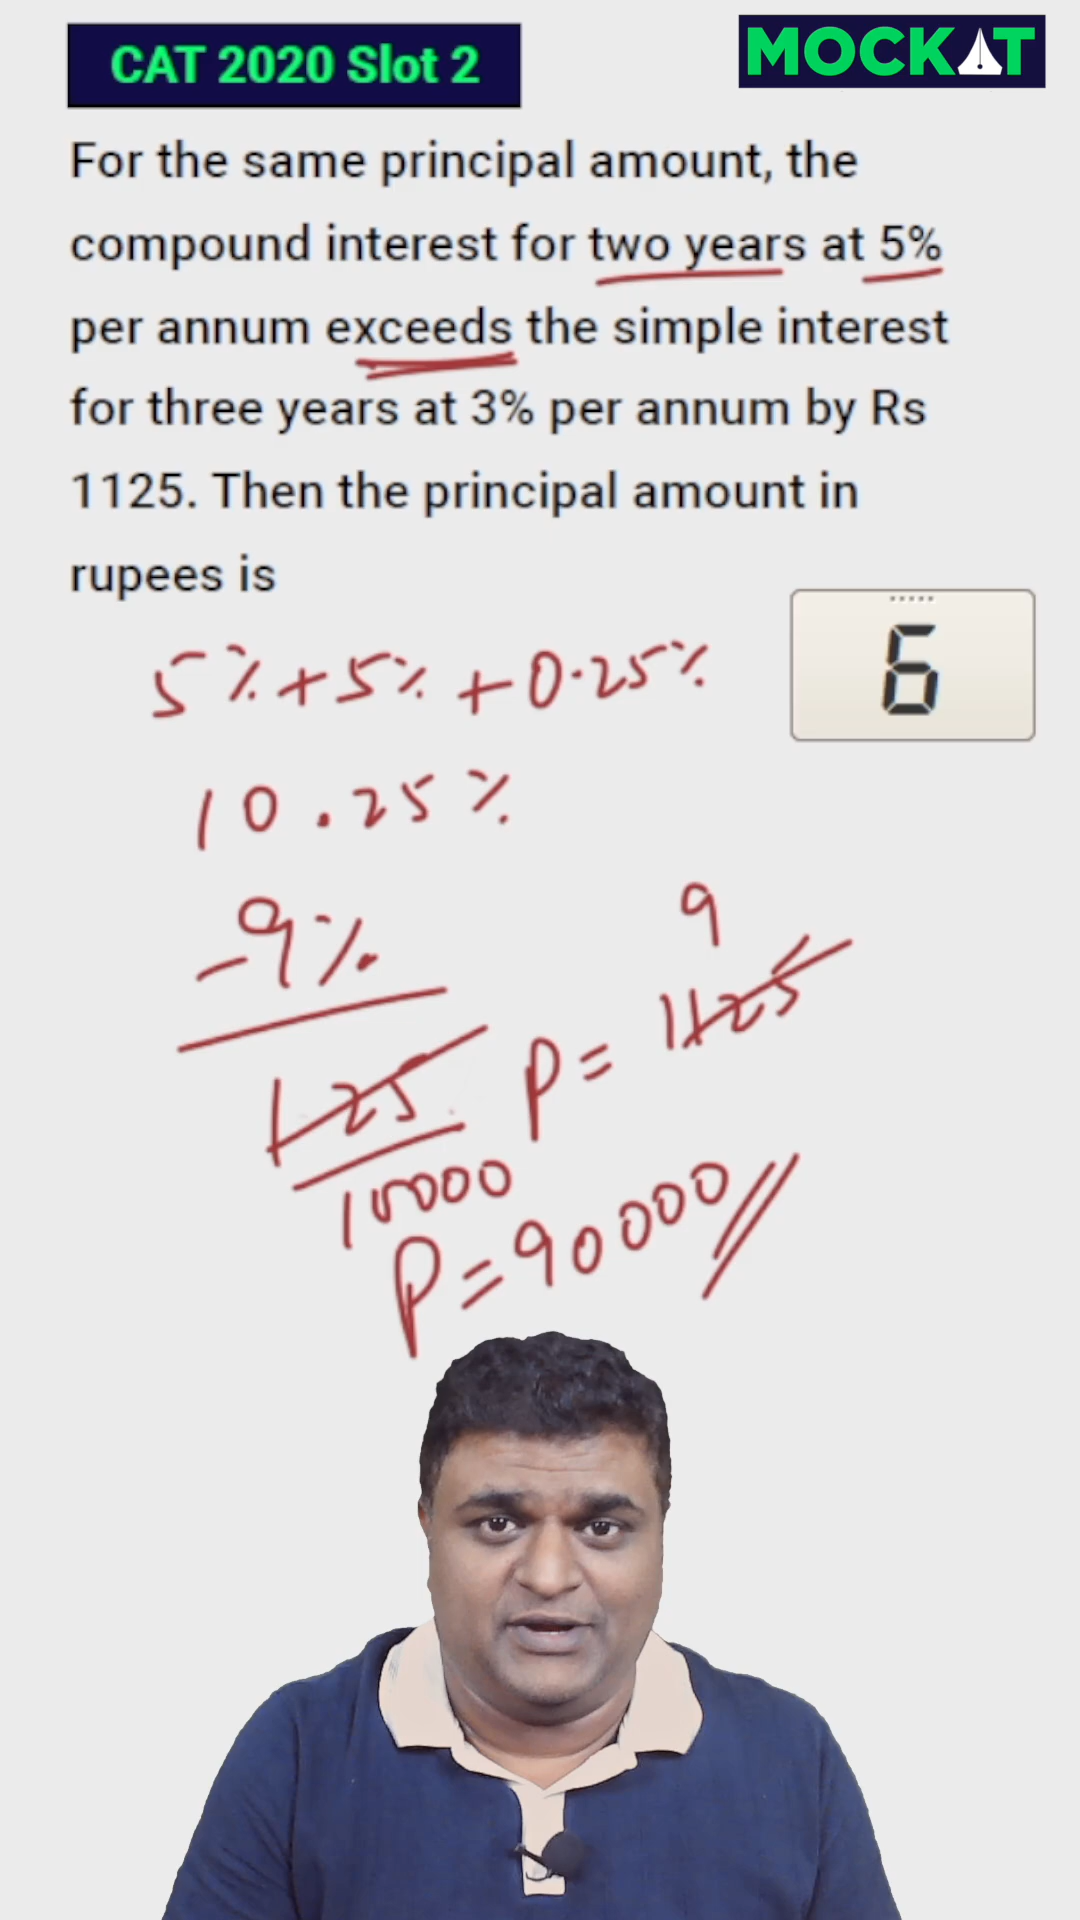 CAT 2020 Slot 2
MOCKAT
For the same principal amount, the
compound interest for two years at 5%
per annum exceeds the simple interest
for three years at 3% per annum by Rs
1125. Then the principal amount in
rupees is
6
5%+5%+0.25%
10.25%
-9%
9
125 P= 1125
10000
P=90000